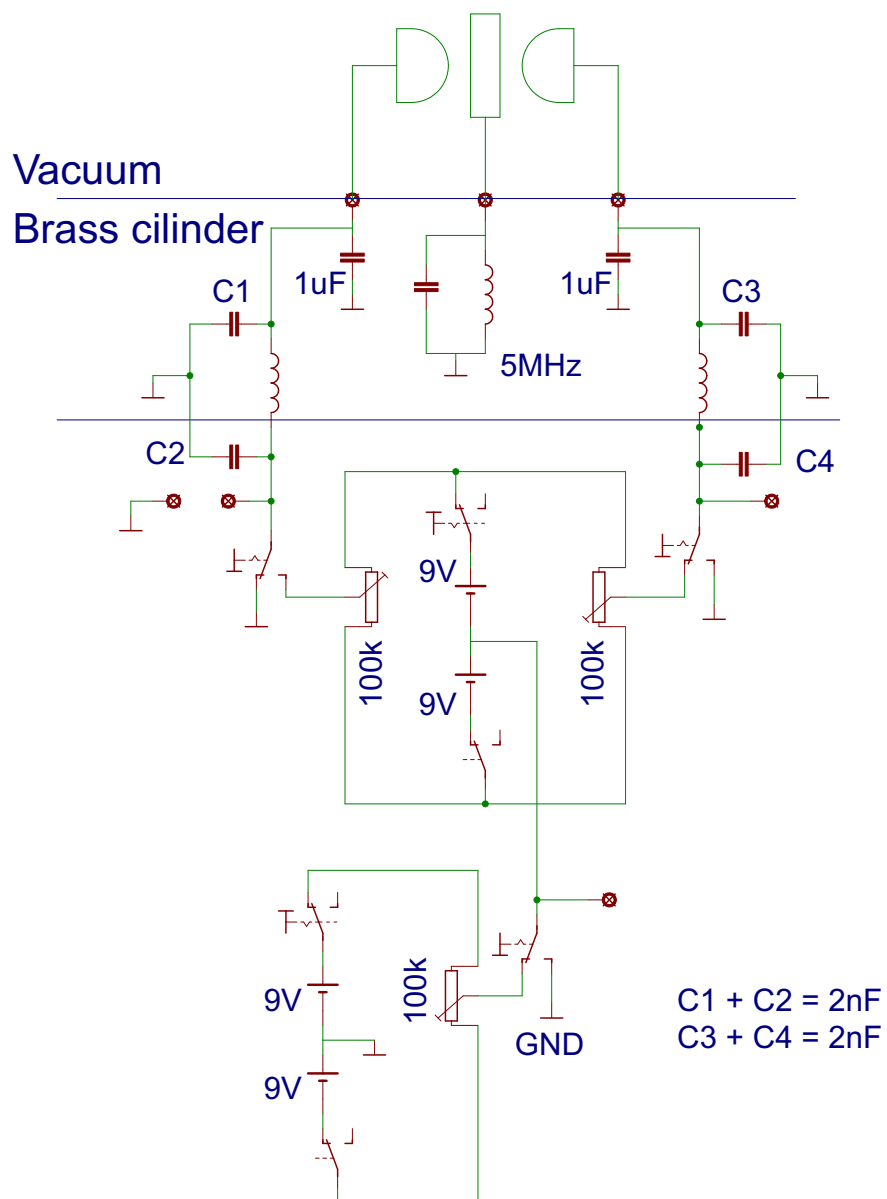 Vacuum
Brass cilinder
1uF
1uF
C1
C3
5MHz
C2
C4
9V
100k
100k
9V
100k
9V
GND
9V
C1 + C2 = 2nF
C3 + C4 = 2nF